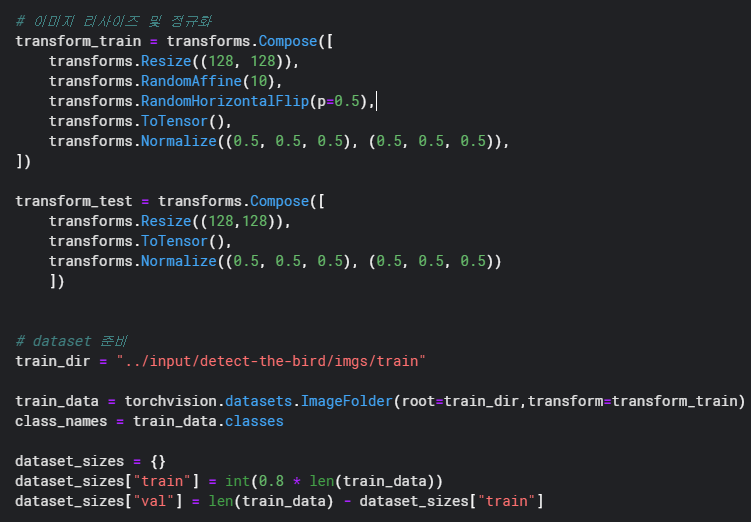 # 이미지 리사이즈 및 정규화
transform_train = transforms.Compose([
    transforms.Resize((128, 128)),
    transforms.RandomAffine(10),
    transforms.RandomHorizontalFlip(p=0.5),
    transforms.ToTensor(),
    transforms.Normalize((0.5, 0.5, 0.5), (0.5, 0.5, 0.5)),
])
transform_test = transforms.Compose([
    transforms.Resize((128,128)),
    transforms.ToTensor(),
    transforms.Normalize((0.5, 0.5, 0.5), (0.5, 0.5, 0.5))
    ])
# dataset 준비
train_dir = "../input/detect-the-bird/imgs/train"
train_data = torchvision.datasets.ImageFolder(root=train_dir,transform=transform_train)
class_names = train_data.classes
dataset_sizes = {}
dataset_sizes["train"] = int(0.8 * len(train_data))
dataset_sizes["val"] = len(train_data) - dataset_sizes["train"]